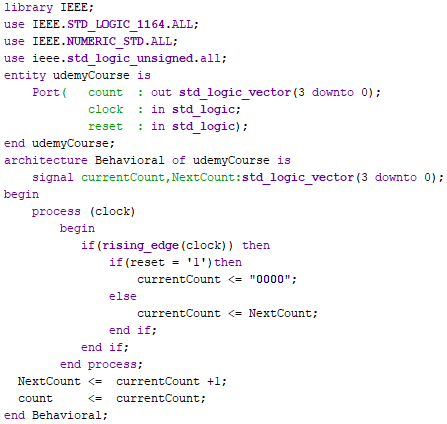 library IEEE;
use IEEE.STD_LOGIC_1164.ALL;
use IEEE.NUMERIC_STD.ALL;
use ieee.std_logic_unsigned.all;
entity udemyCourse is
    Port(   count  : out std_logic_vector(3 downto 0);
            clock  : in std_logic;
            reset  : in std_logic);
end udemyCourse;
architecture Behavioral of udemyCourse is
    signal currentCount,NextCount:std_logic_vector(3 downto 0);
begin
    process (clock)
        begin
           if(rising_edge(clock)) then
               if(reset = '1')then
                   currentCount <= "0000";
               else
                   currentCount <= NextCount;
               end if;
           end if;
        end process;
  NextCount <=  currentCount +1;
  count     <=  currentCount;
end Behavioral;